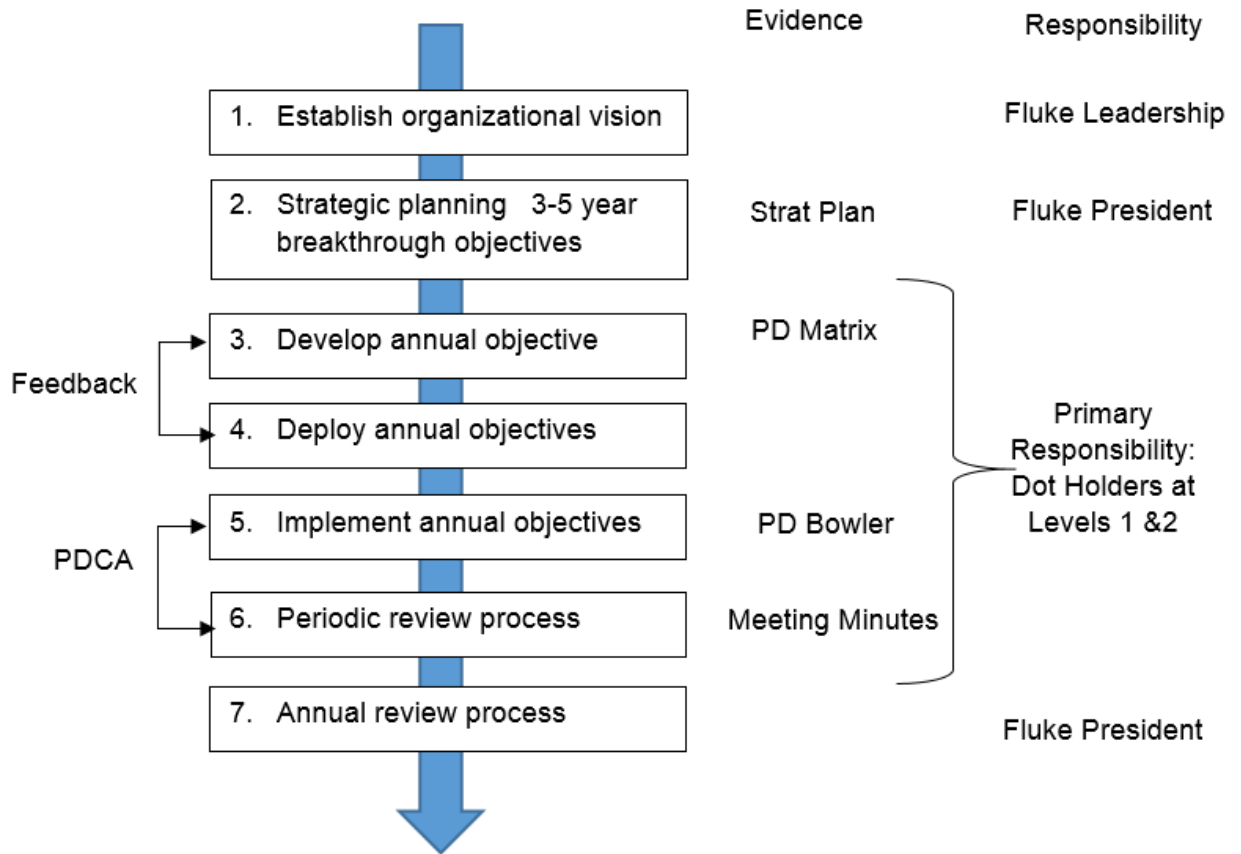 Evidence
Responsibility
1. Establish organizational vision
Fluke Leadership
2. Strategic planning 3-5 year
breakthrough objectives
Strat Plan
Fluke President
3. Develop annual objective
PD Matrix
Feedback
4. Deploy annual objectives
Primary
Responsibility:
Dot Holders at
Levels 1 &2
5. Implement annual objectives
PD Bowler
PDCA
6. Periodic review process
Meeting Minutes
7. Annual review process
Fluke President